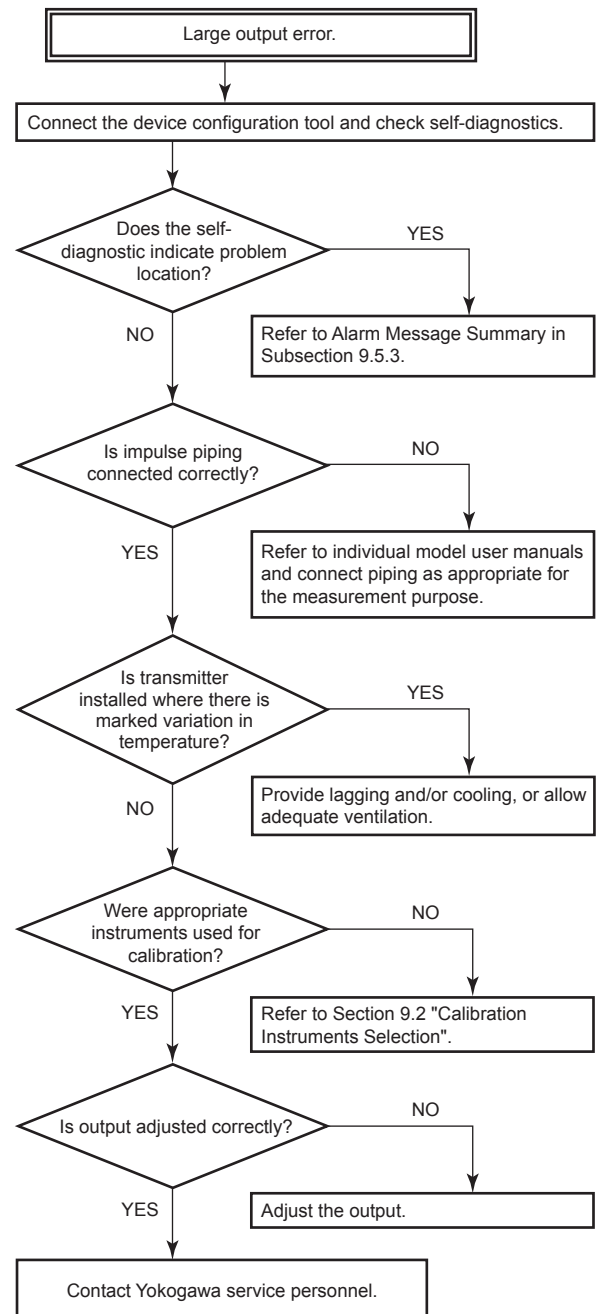 Large output error.
Connect the device configuration tool and check self-diagnostics.
Does the self-
diagnostic indicate problem
location?
YES
NO
Refer to Alarm Message Summary in
Subsection 9.5.3.
Is impulse piping
connected correctly?
NO
YES
Refer to individual model user manuals
and connect piping as appropriate for
the measurement purpose.
Is transmitter
installed where there is
marked variation in
temperature?
YES
NO
Provide lagging and/or cooling, or allow
adequate ventilation.
Were appropriate
instruments used for
calibration?
NO
YES
Refer to Section 9.2 "Calibration
Instruments Selection".
Is output adjusted correctly?
NO
YES
Adjust the output.
Contact Yokogawa service personnel.